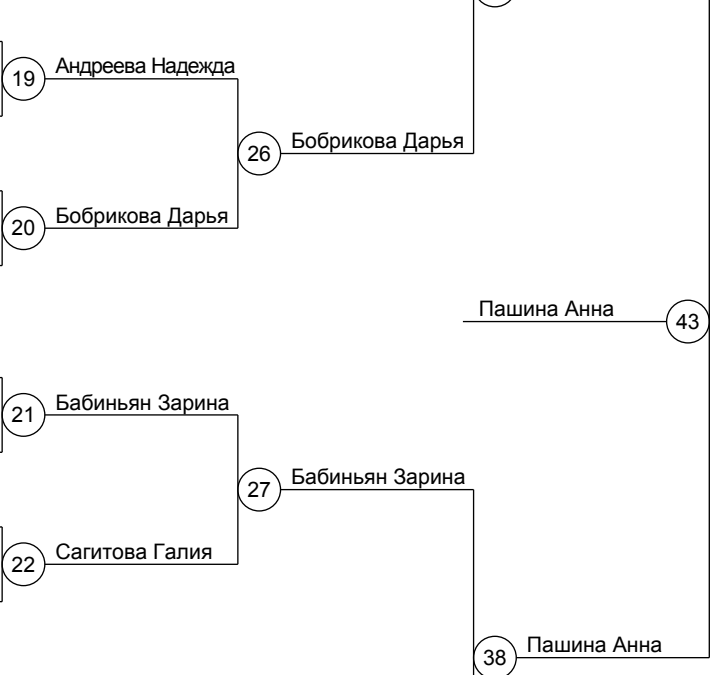 19 Андреева Надежда
26 Бобрикова Дарья
20 Бобрикова Дарья
Пашина Анна 43
21 Бабиньян Зарина
27 Бабиньян Зарина
22 Сагитова Галия
38 Пашина Анна